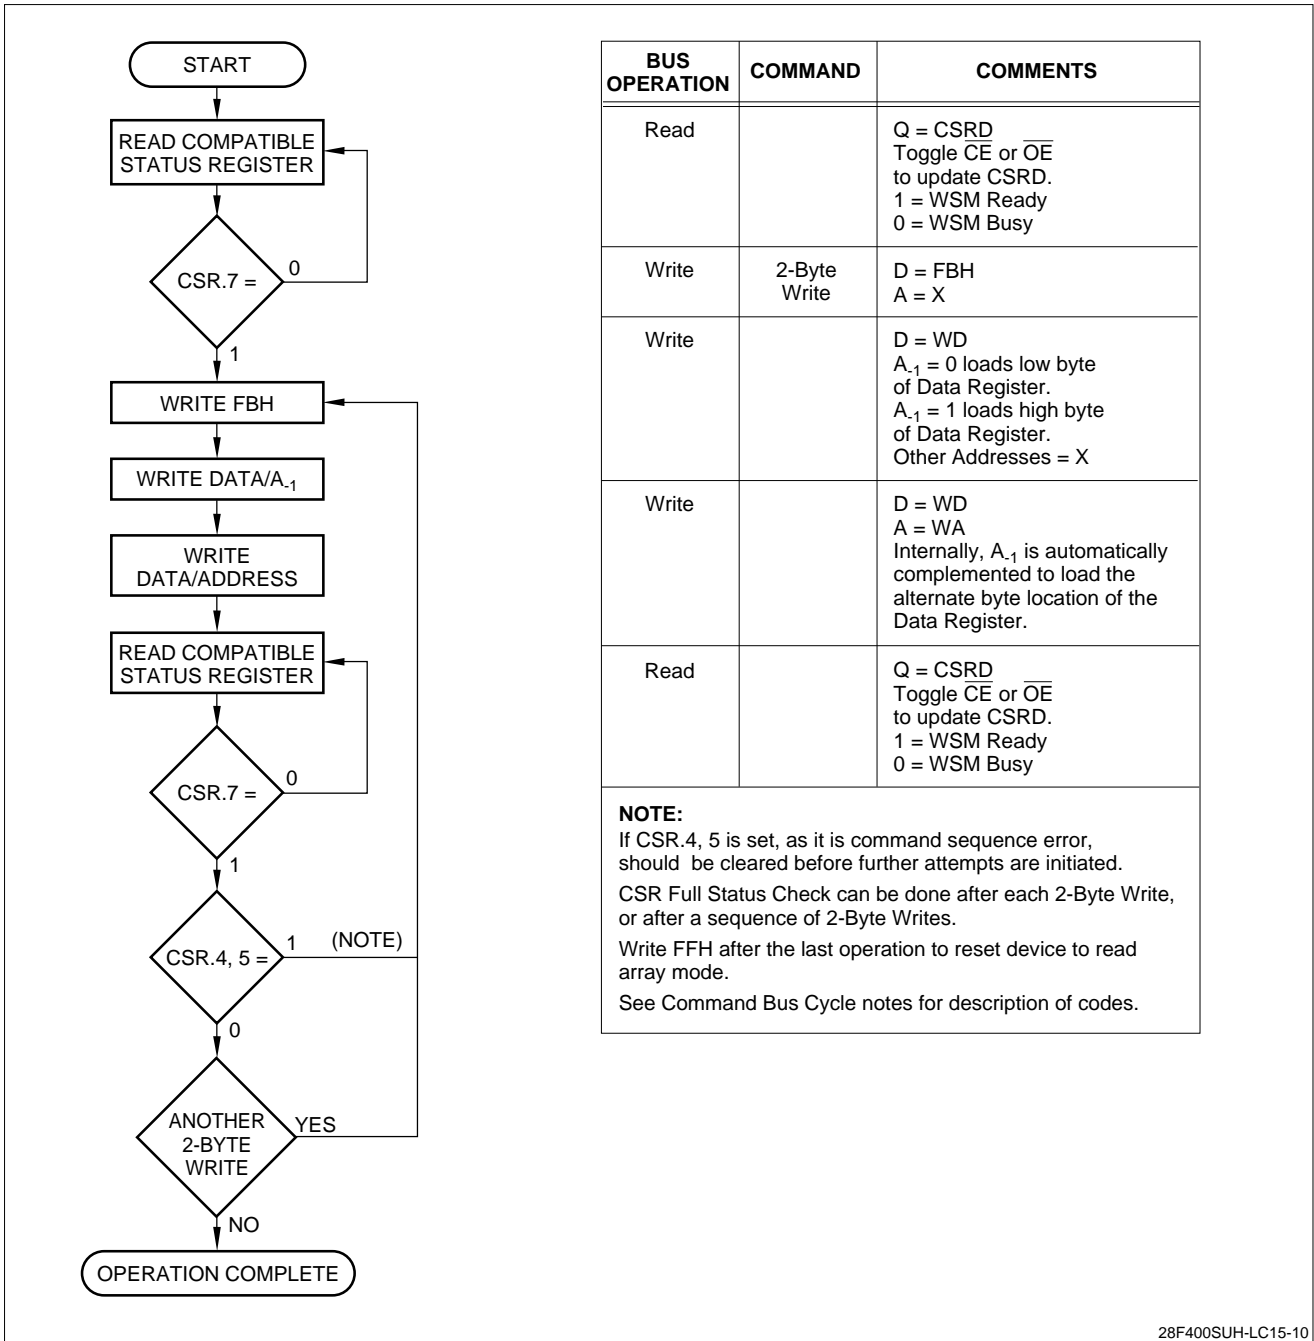 START
READ COMPATIBLE
STATUS REGISTER
CSR.7 =
0
1
WRITE FBH
WRITE DATA/A-1
WRITE
DATA/ADDRESS
READ COMPATIBLE
STATUS REGISTER
CSR.7 =
0
1
CSR.4, 5 =
1
(NOTE)
0
ANOTHER
2-BYTE
WRITE
YES
NO
OPERATION COMPLETE
BUS
OPERATION
COMMAND
COMMENTS
Read
Q = CSRD
Toggle C̅E̅ or O̅E̅
to update CSRD.
1 = WSM Ready
0 = WSM Busy
Write
2-Byte
Write
D = FBH
A = X
Write
D = WD
A-1 = 0 loads low byte
of Data Register.
A-1 = 1 loads high byte
of Data Register.
Other Addresses = X
Write
D = WD
A = WA
Internally, A-1 is automatically
complemented to load the
alternate byte location of the
Data Register.
Read
Q = CSRD
Toggle C̅E̅ or O̅E̅
to update CSRD.
1 = WSM Ready
0 = WSM Busy
NOTE:
If CSR.4, 5 is set, as it is command sequence error,
should be cleared before further attempts are initiated.
CSR Full Status Check can be done after each 2-Byte Write,
or after a sequence of 2-Byte Writes.
Write FFH after the last operation to reset device to read
array mode.
See Command Bus Cycle notes for description of codes.
28F400SUH-LC15-10